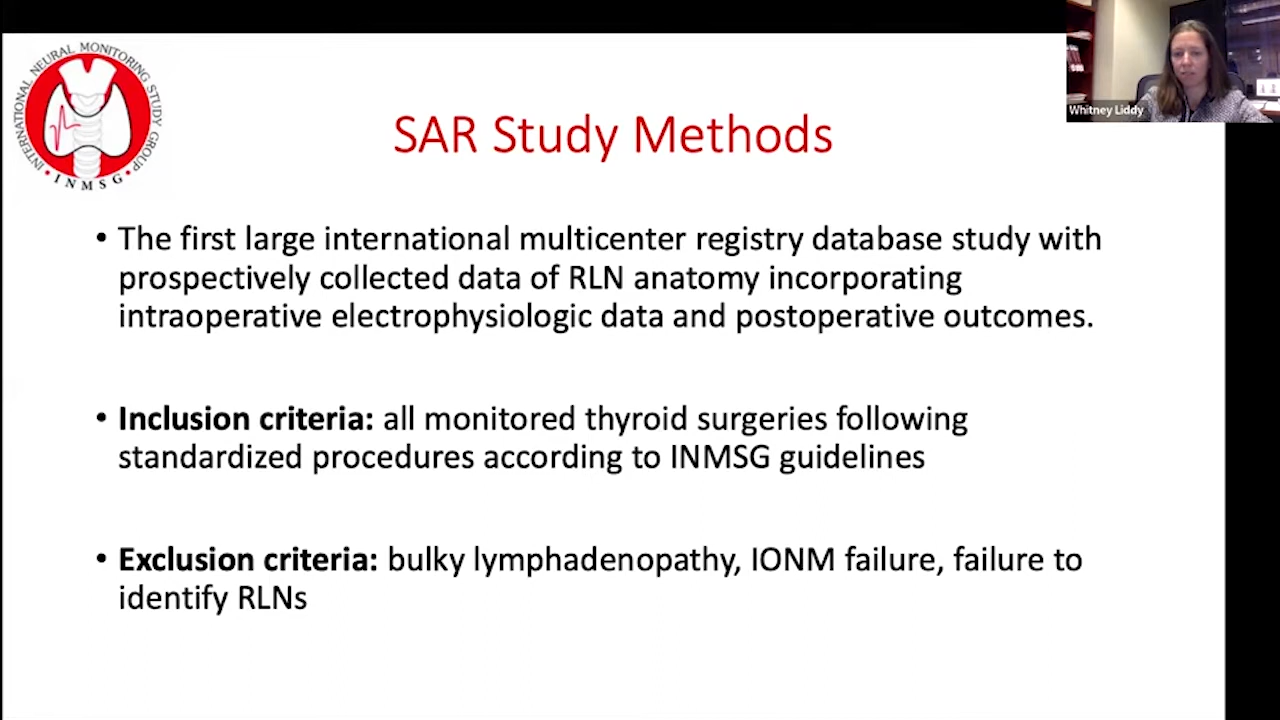 INTERNATIONAL NEURAL MONITORING STUDY GROUP
• I N M S G •
Whitney Liddy
SAR Study Methods
• The first large international multicenter registry database study with
prospectively collected data of RLN anatomy incorporating
intraoperative electrophysiologic data and postoperative outcomes.
• Inclusion criteria: all monitored thyroid surgeries following
standardized procedures according to INMSG guidelines
• Exclusion criteria: bulky lymphadenopathy, IONM failure, failure to
identify RLNs